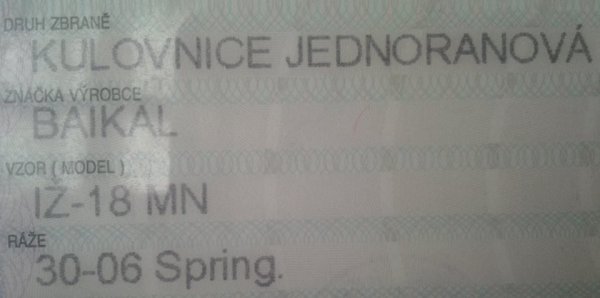 DRUH ZBRANĚ
KULOVNICE JEDNORANOVÁ
ZNAČKA VÝROBCE
BAIKAL
VZOR ( MODEL )
IŽ-18 MN
RÁŽE
30-06 Spring.